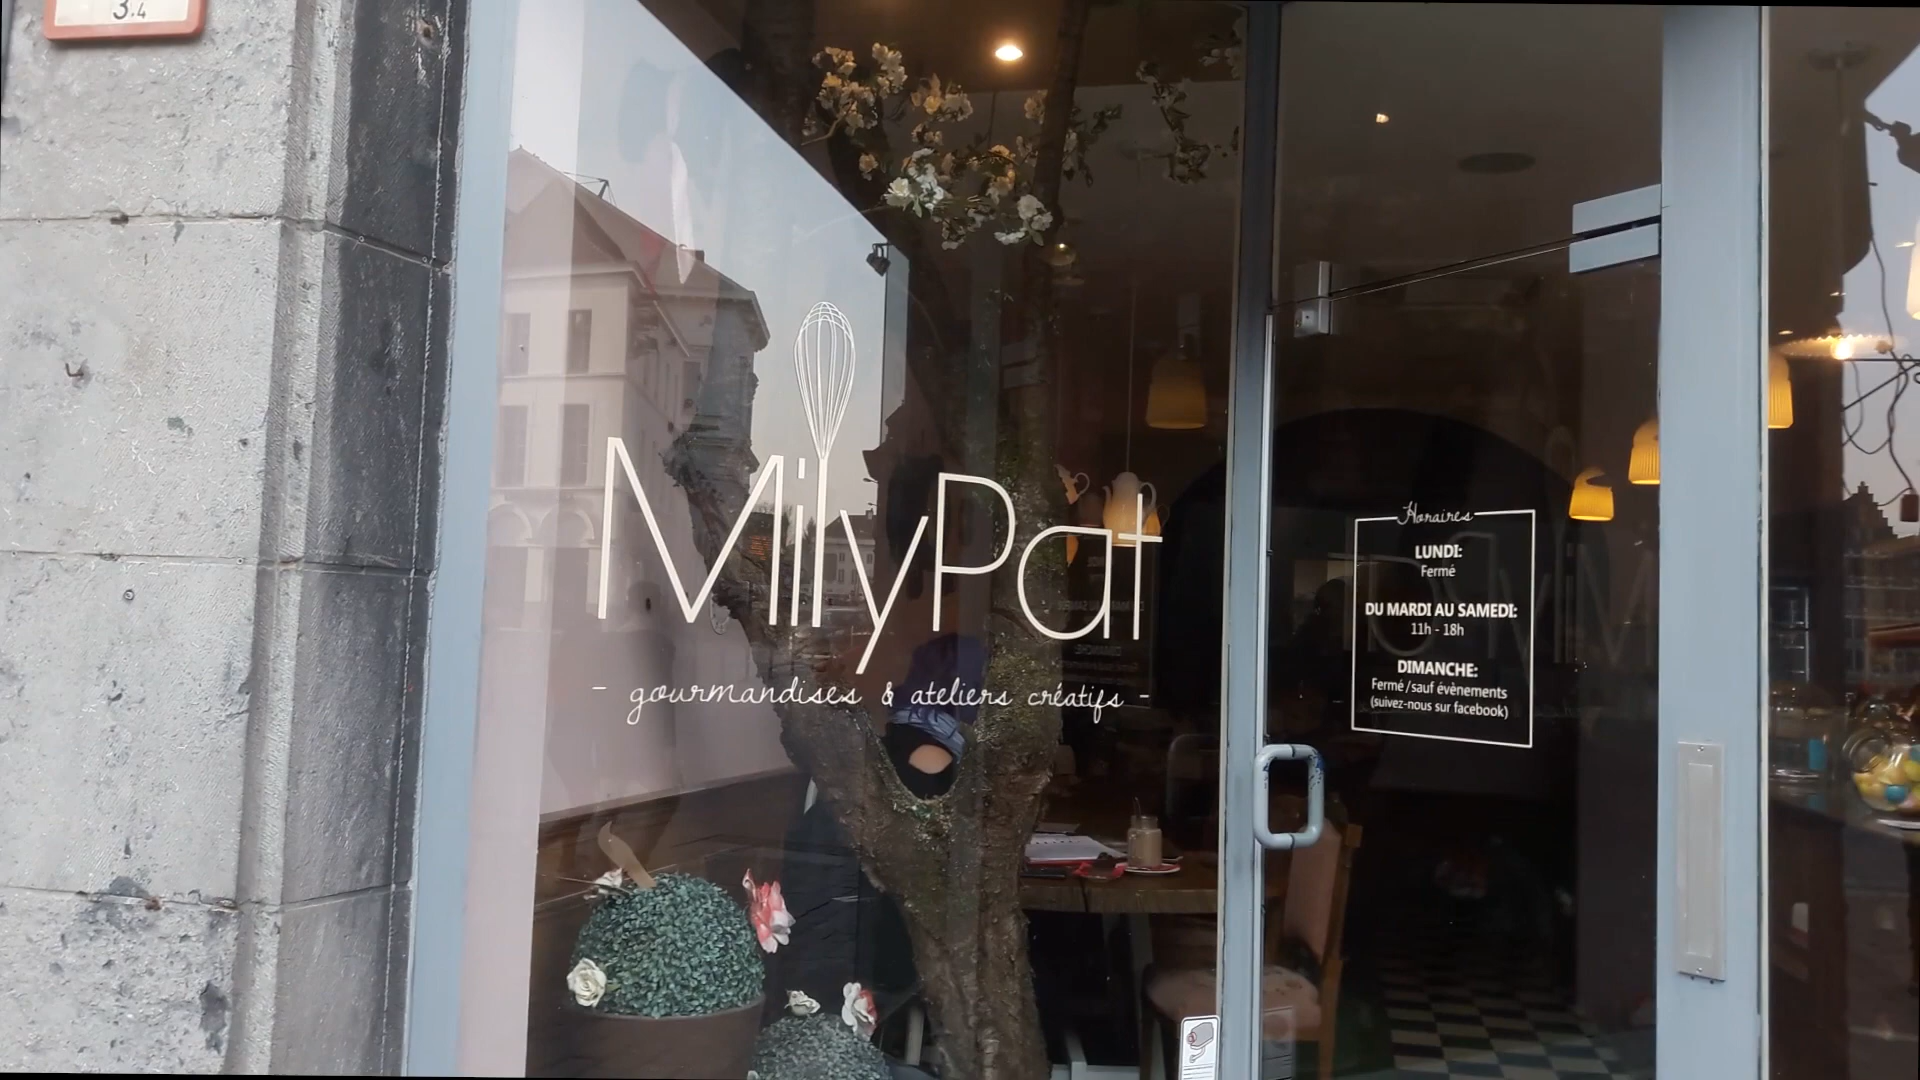 3.4
MilyPat
- gourmandises & ateliers créatifs -
Horaires
LUNDI:
Fermé
DU MARDI AU SAMEDI:
11h - 18h
DIMANCHE:
Fermé/sauf évènements
(suivez-nous sur facebook)